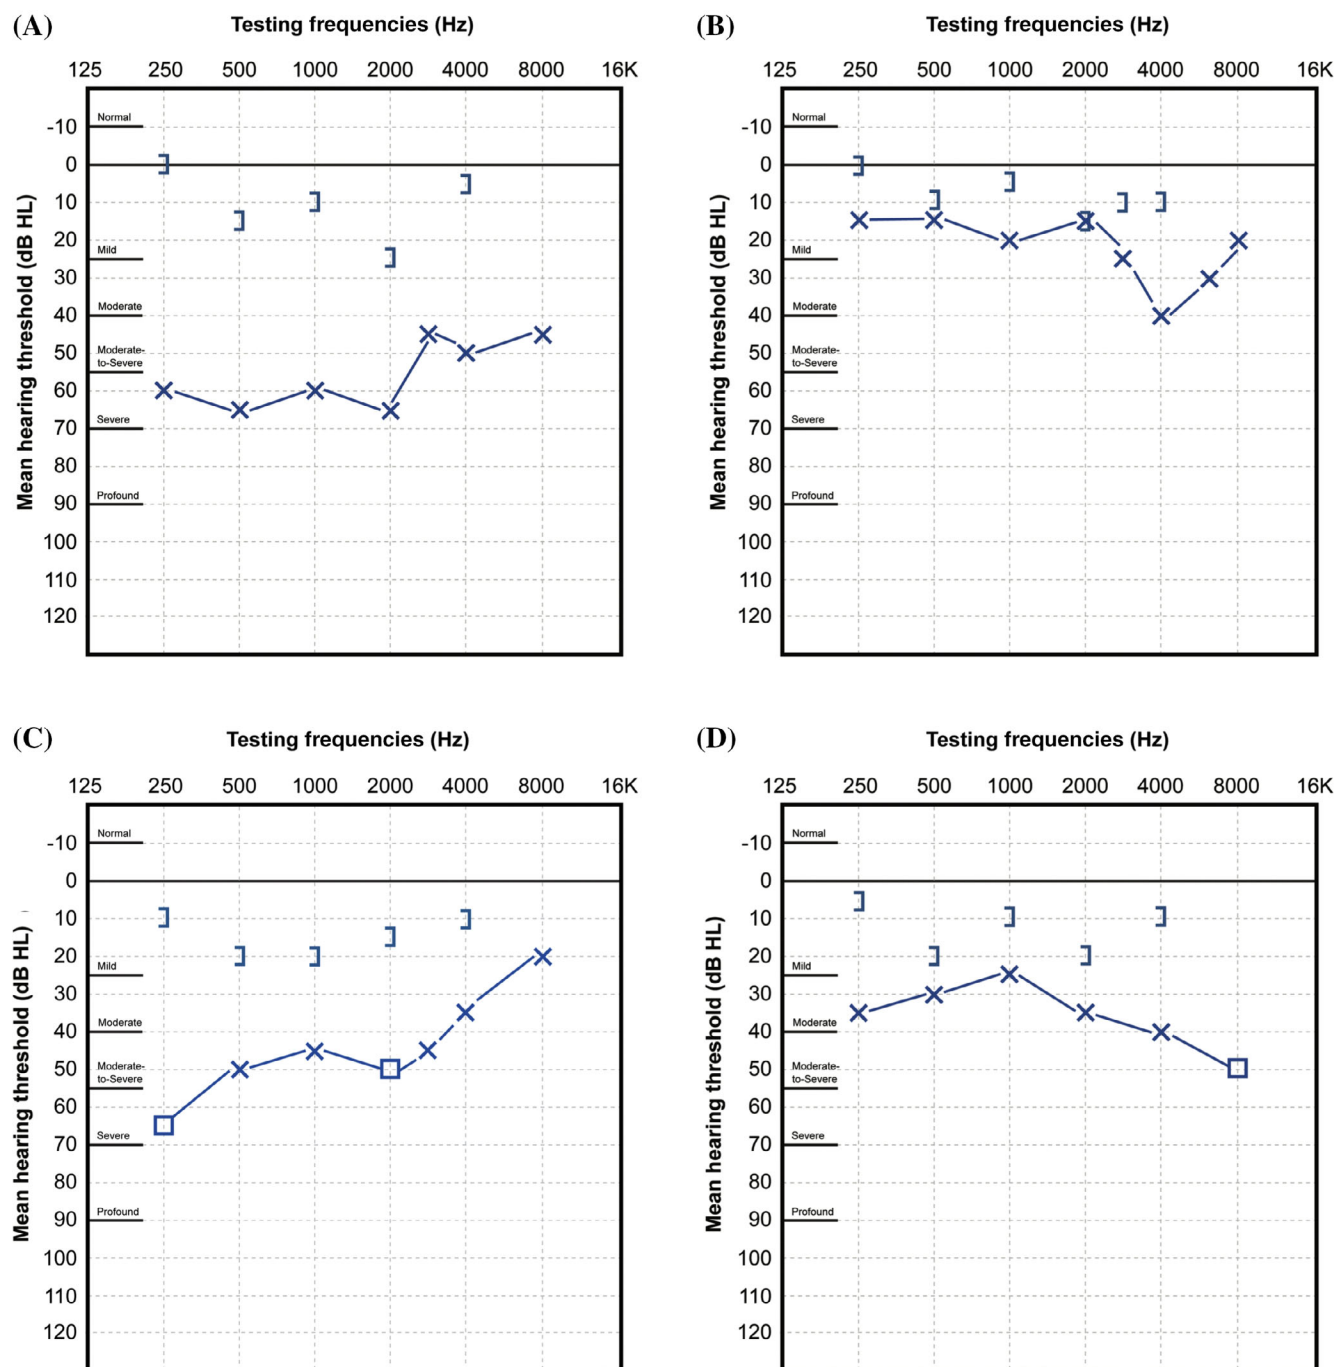 (A) Testing frequencies (Hz)
125 250 500 1000 2000 4000 8000 16K
Mean hearing threshold (dB HL)
Normal
-10
0
10
20
Mild
30
Moderate
40
Moderate-
50
to-Severe
60
Severe
70
80
Profound
90
100
110
120
(B) Testing frequencies (Hz)
125 250 500 1000 2000 4000 8000 16K
Mean hearing threshold (dB HL)
Normal
-10
0
10
20
Mild
30
Moderate
40
Moderate-
50
to-Severe
60
Severe
70
80
Profound
90
100
110
120
(C) Testing frequencies (Hz)
125 250 500 1000 2000 4000 8000 16K
Mean hearing threshold (dB HL)
Normal
-10
0
10
20
Mild
30
Moderate
40
Moderate-
50
to-Severe
60
Severe
70
80
Profound
90
100
110
120
(D) Testing frequencies (Hz)
125 250 500 1000 2000 4000 8000 16K
Mean hearing threshold (dB HL)
Normal
-10
0
10
20
Mild
30
Moderate
40
Moderate-
50
to-Severe
60
Severe
70
80
Profound
90
100
110
120